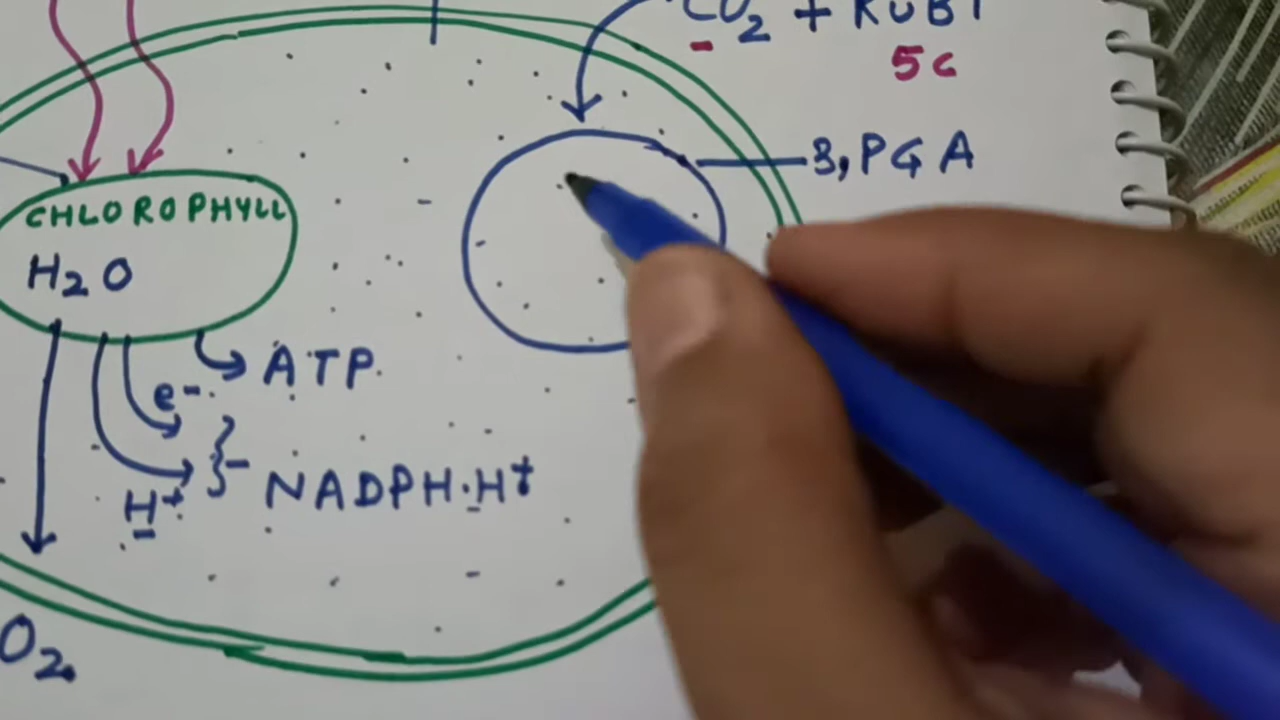 CO₂ + RUBP
5C
3,PGA
CHLOROPHYLL
H₂O
ATP
e-
NADPH.H+
H+
O₂